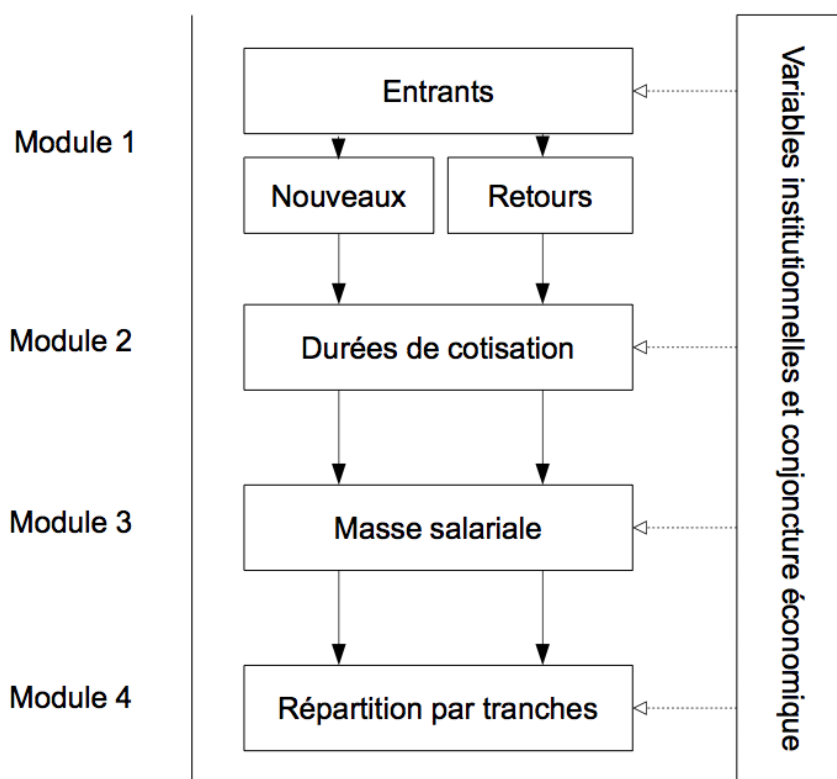 Module 1
Entrants
Nouveaux
Retours
Module 2
Durées de cotisation
Module 3
Masse salariale
Module 4
Répartition par tranches
Variables institutionnelles et conjoncture économique